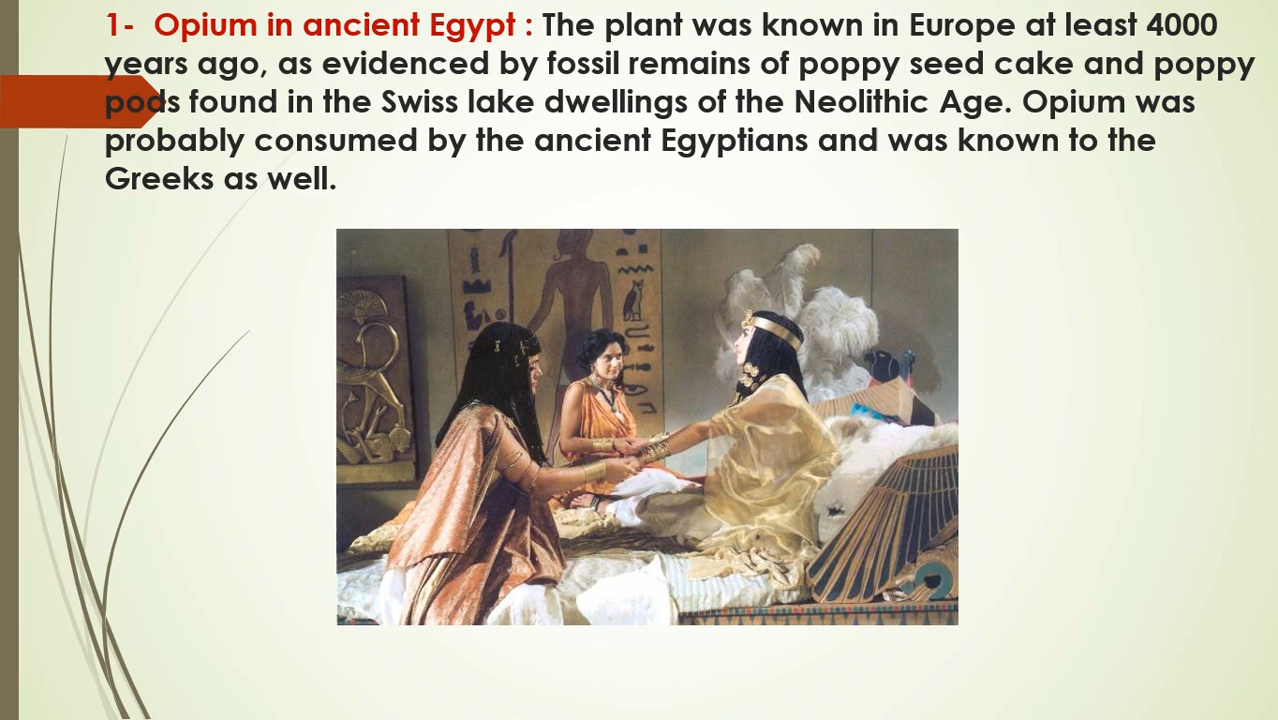 1-  Opium in ancient Egypt : The plant was known in Europe at least 4000
years ago, as evidenced by fossil remains of poppy seed cake and poppy
pods found in the Swiss lake dwellings of the Neolithic Age. Opium was
probably consumed by the ancient Egyptians and was known to the
Greeks as well.